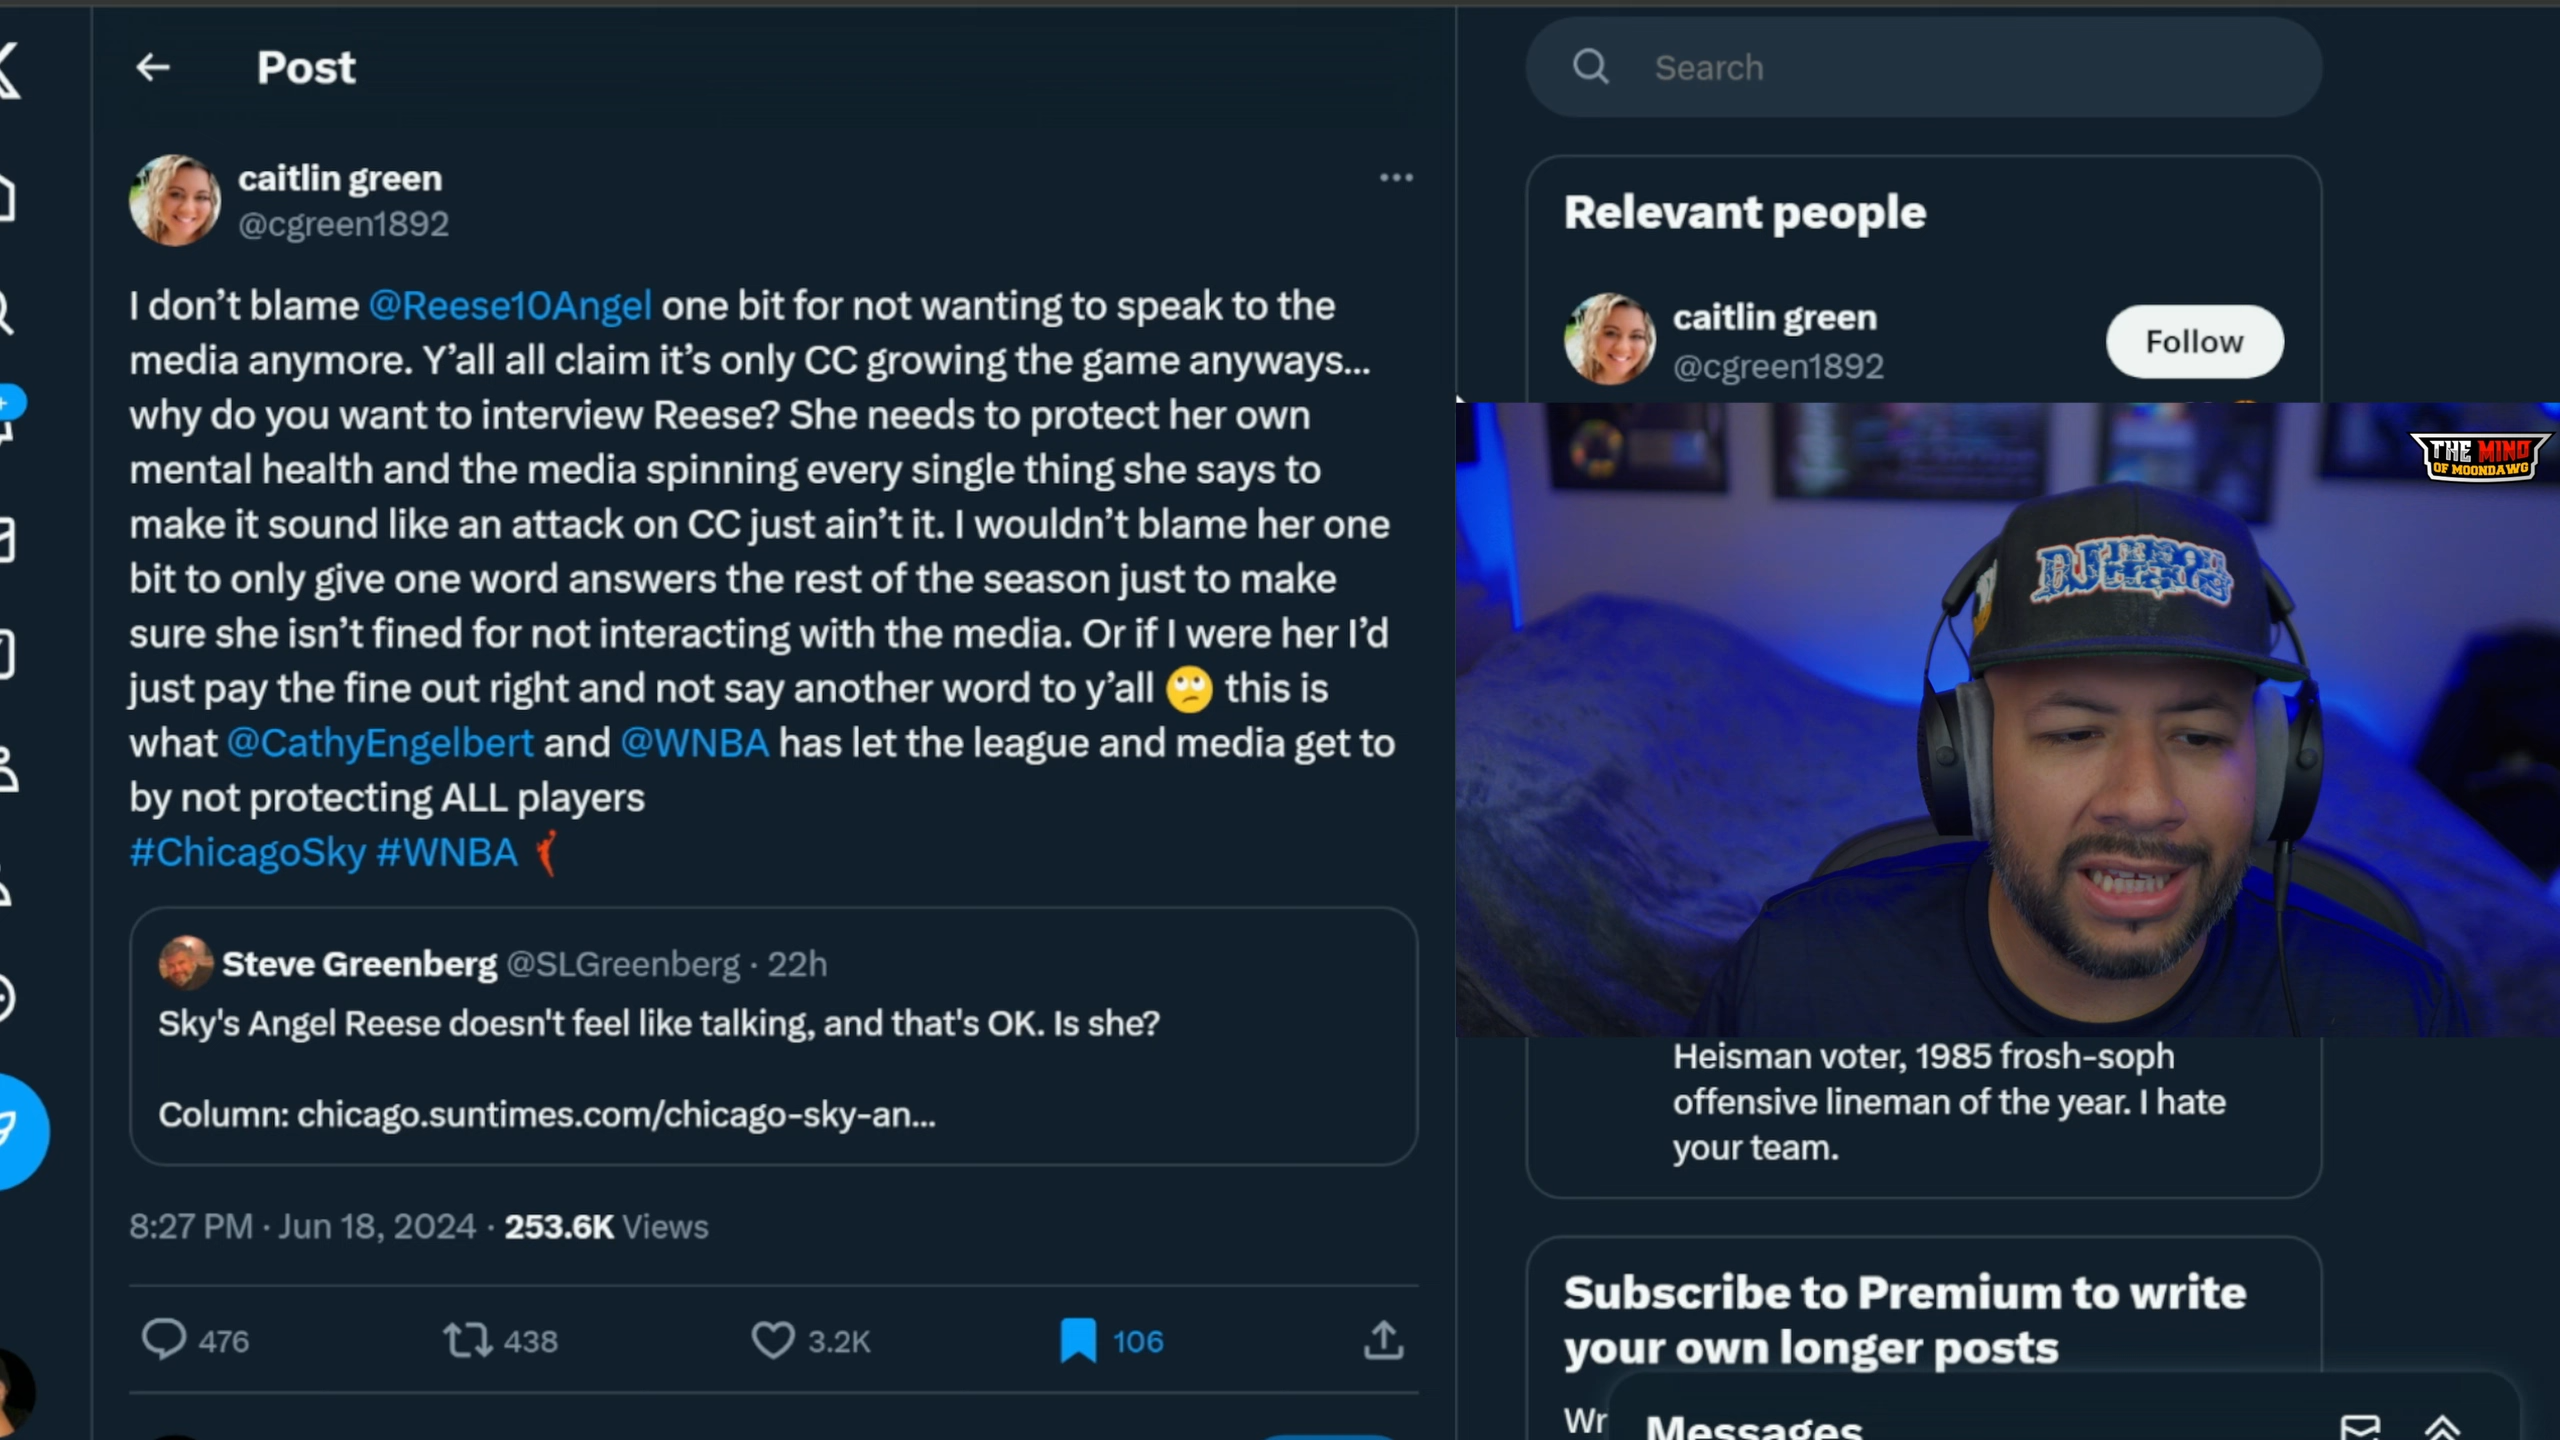 Post
Search
caitlin green
@cgreen1892
I don’t blame @Reese10Angel one bit for not wanting to speak to the
media anymore. Y’all all claim it’s only CC growing the game anyways...
why do you want to interview Reese? She needs to protect her own
mental health and the media spinning every single thing she says to
make it sound like an attack on CC just ain’t it. I wouldn’t blame her one
bit to only give one word answers the rest of the season just to make
sure she isn’t fined for not interacting with the media. Or if I were her I’d
just pay the fine out right and not say another word to y’all 🙄 this is
what @CathyEngelbert and @WNBA has let the league and media get to
by not protecting ALL players
#ChicagoSky #WNBA
Steve Greenberg @SLGreenberg · 22h
Sky's Angel Reese doesn't feel like talking, and that's OK. Is she?
Column: chicago.suntimes.com/chicago-sky-an...
8:27 PM · Jun 18, 2024 · 253.6K Views
476 438 3.2K 106
Relevant people
caitlin green
@cgreen1892
Follow
THE MIND
OF MOONDAWG
Heisman voter, 1985 frosh-soph
offensive lineman of the year. I hate
your team.
Subscribe to Premium to write
your own longer posts
Wr
Messages